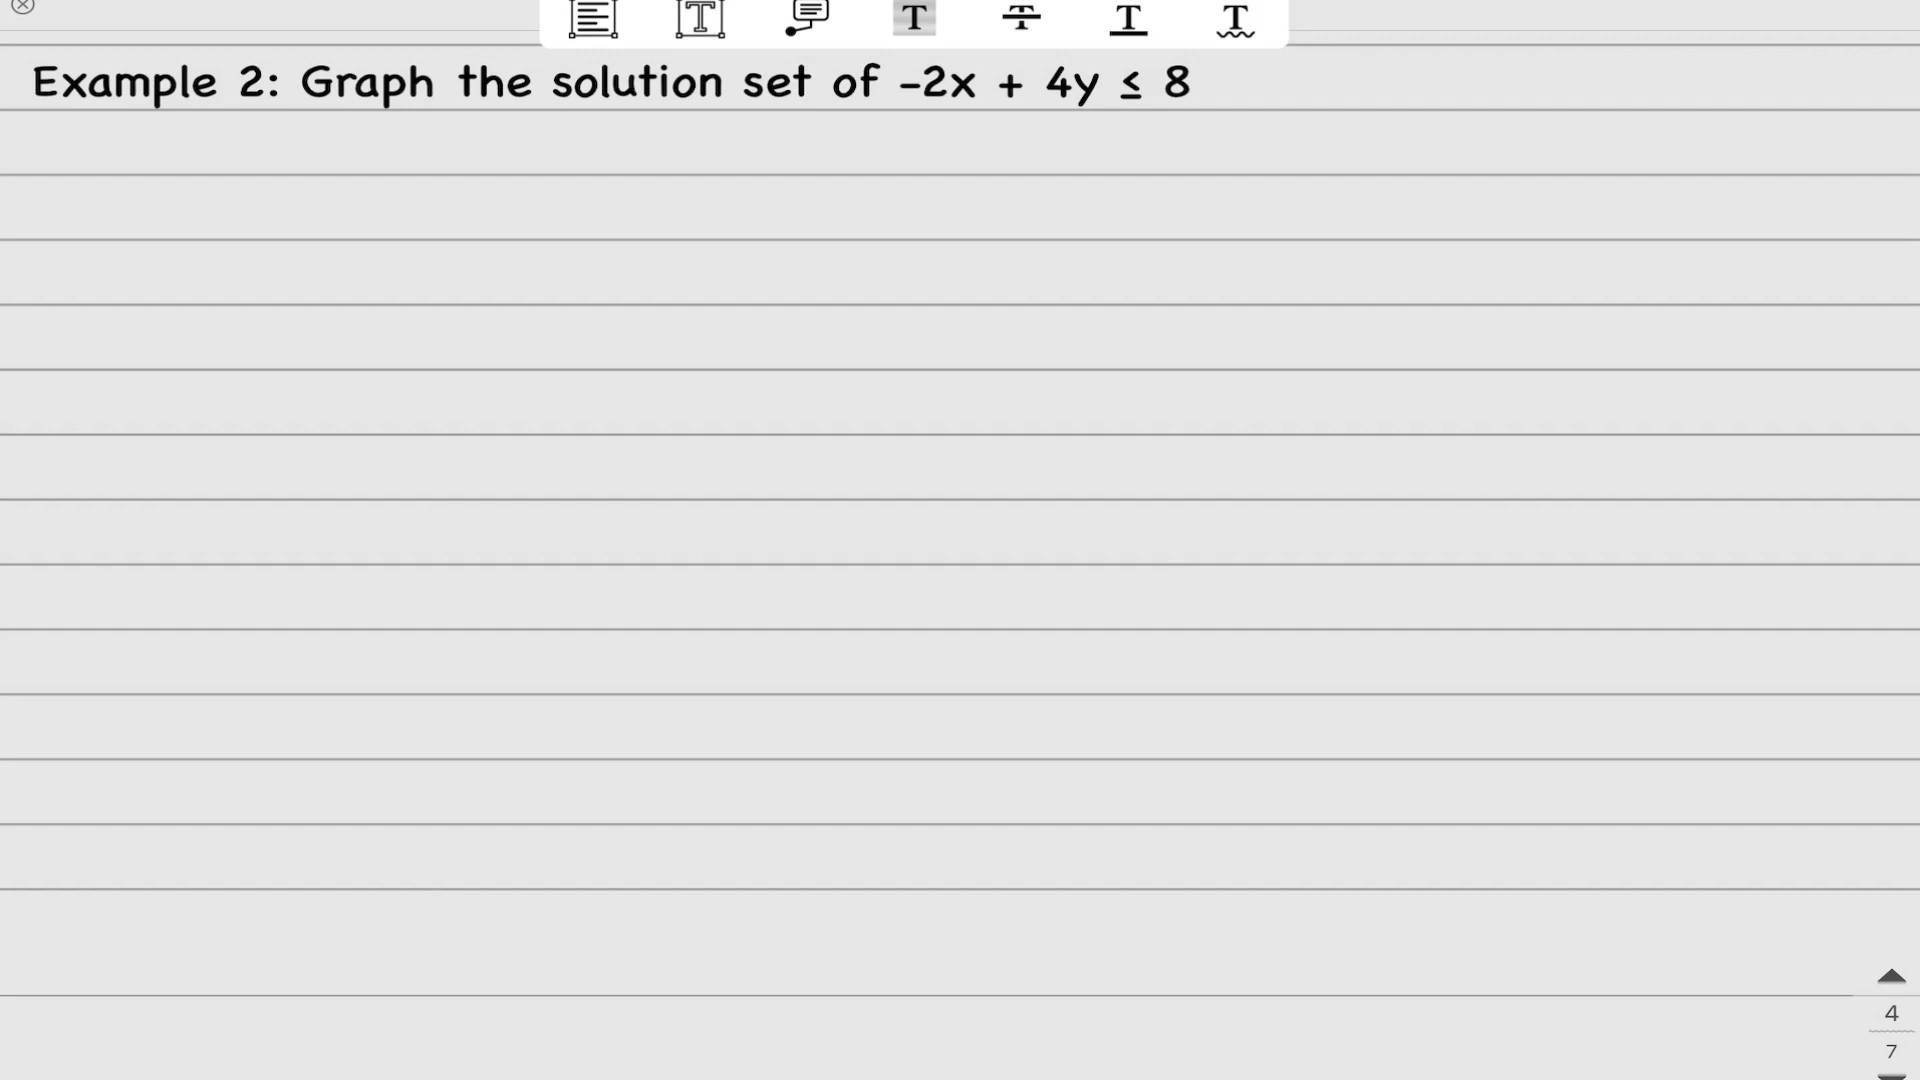 T T T T T
Example 2: Graph the solution set of -2x + 4y ≤ 8
4
7